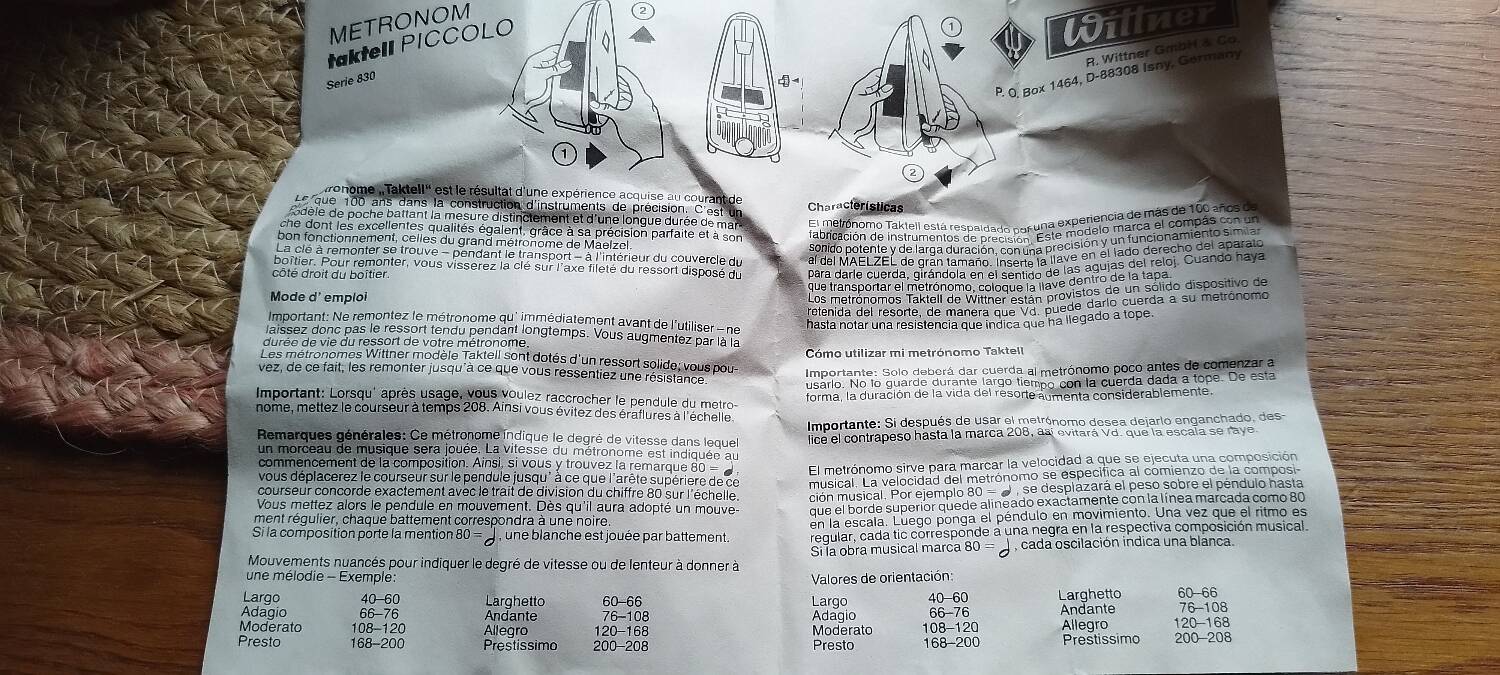 METRONOM
taktell PICCOLO
Serie 830
2
1
1
2
Wittner
R. Wittner GmbH & Co.
P. O. Box 1464, D-88308 Isny, Germany
„Taktell“ est le résultat d'une expérience acquise au courant de
que 100 ans dans la construction d'instruments de précision. C'est un
modèle de poche battant la mesure distinctement et d'une longue durée de mar-
che dont les excellentes qualités égalent, grâce à sa précision parfaite et à son
bon fonctionnement, celles du grand métronome de Maelzel.
La clé à remonter se trouve – pendant le transport – à l'intérieur du couvercle du
boîtier. Pour remonter, vous visserez la clé sur l'axe fileté du ressort disposé du
côté droit du boîtier.
Mode d' emploi
Important: Ne remontez le métronome qu' immédiatement avant de l'utiliser – ne
laissez donc pas le ressort tendu pendant longtemps. Vous augmentez par là la
durée de vie du ressort de votre métronome.
Les métronomes Wittner modèle Taktell sont dotés d'un ressort solide; vous pou-
vez, de ce fait, les remonter jusqu'à ce que vous ressentiez une résistance.
Important: Lorsqu' après usage, vous voulez raccrocher le pendule du metro-
nome, mettez le courseur à temps 208. Ainsi vous évitez des éraflures à l'échelle.
Remarques générales: Ce métronome indique le degré de vitesse dans lequel
un morceau de musique sera jouée. La vitesse du métronome est indiquée au
commencement de la composition. Ainsi, si vous y trouvez la remarque 80 = ♩,
vous déplacerez le courseur sur le pendule jusqu' à ce que l'arête supériere de ce
courseur concorde exactement avec le trait de division du chiffre 80 sur l'échelle.
Vous mettez alors le pendule en mouvement. Dès qu'il aura adopté un mouve-
ment régulier, chaque battement correspondra à une noire.
Si la composition porte la mention 80 = 𝅗𝅥, une blanche est jouée par battement.
Mouvements nuancés pour indiquer le degré de vitesse ou de lenteur à donner à
une mélodie – Exemple:
Largo 40–60 Larghetto 60–66
Adagio 66–76 Andante 76–108
Moderato 108–120 Allegro 120–168
Presto 168–200 Prestissimo 200–208
Características
El metrónomo Taktell está respaldado por una experiencia de más de 100 años de
fabricación de instrumentos de precisión. Este modelo marca el compás con un
sonido potente y de larga duración, con una precisión y un funcionamiento similar
al del MAELZEL de gran tamaño. Inserte la llave en el lado derecho del aparato
para darle cuerda, girándola en el sentido de las agujas del reloj. Cuando haya
que transportar el metrónomo, coloque la llave dentro de la tapa.
Los metrónomos Taktell de Wittner están provistos de un sólido dispositivo de
retenida del resorte, de manera que Vd. puede darlo cuerda a su metrónomo
hasta notar una resistencia que indica que ha llegado a tope.
Cómo utilizar mi metrónomo Taktell
Importante: Solo deberá dar cuerda al metrónomo poco antes de comenzar a
usarlo. No lo guarde durante largo tiempo con la cuerda dada a tope. De esta
forma, la duración de la vida del resorte aumenta considerablemente.
Importante: Si después de usar el metrónomo desea dejarlo enganchado, des-
lice el contrapeso hasta la marca 208, así evitará Vd. que la escala se raye.
El metrónomo sirve para marcar la velocidad a que se ejecuta una composición
musical. La velocidad del metrónomo se especifica al comienzo de la composi-
ción musical. Por ejemplo 80 = ♩, se desplazará el peso sobre el péndulo hasta
que el borde superior quede alineado exactamente con la línea marcada como 80
en la escala. Luego ponga el péndulo en movimiento. Una vez que el ritmo es
regular, cada tic corresponde a una negra en la respectiva composición musical.
Si la obra musical marca 80 = 𝅗𝅥, cada oscilación indica una blanca.
Valores de orientación:
Largo 40–60 Larghetto 60–66
Adagio 66–76 Andante 76–108
Moderato 108–120 Allegro 120–168
Presto 168–200 Prestissimo 200–208